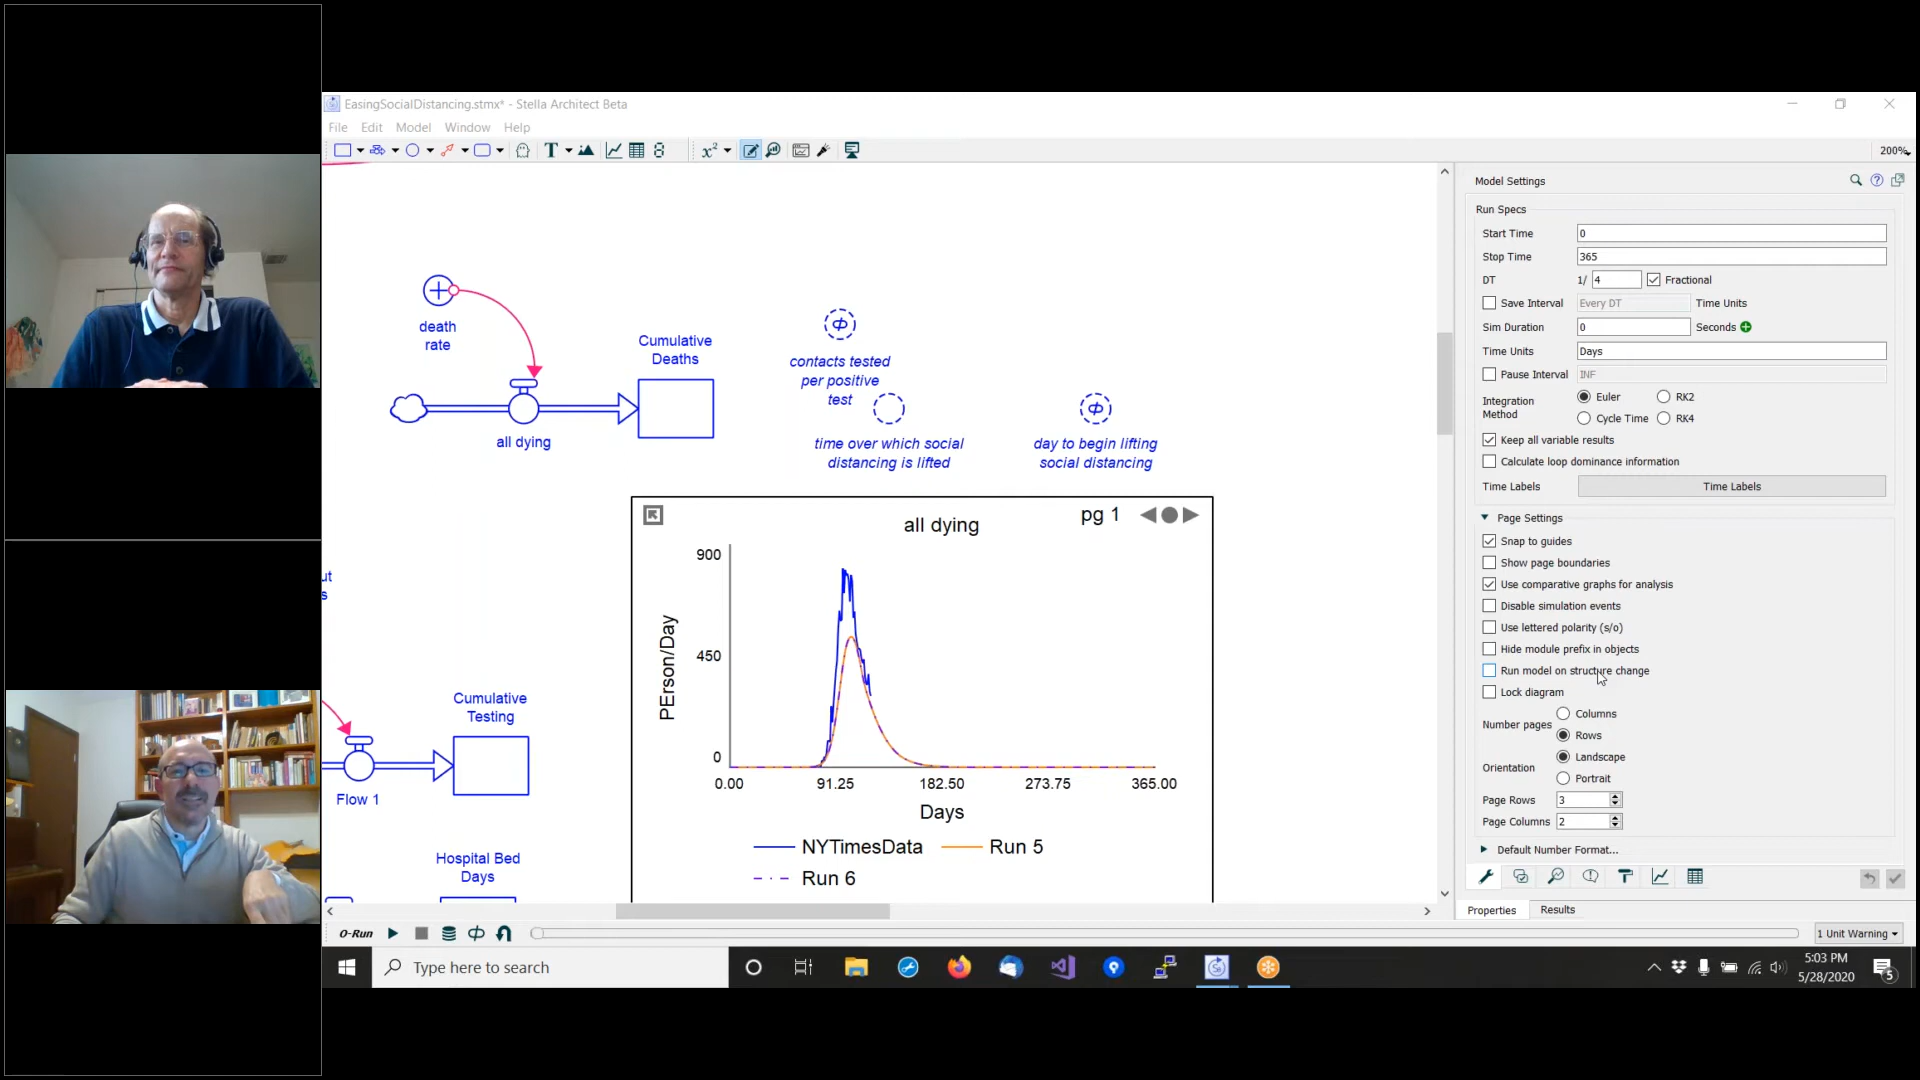 EasingSocialDistancing.stmx* - Stella Architect Beta
File Edit Model Window Help
200%
death
rate
all dying
Cumulative
Deaths
contacts tested
per positive
test
time over which social
distancing is lifted
day to begin lifting
social distancing
ut
s
Cumulative
Testing
Flow 1
Hospital Bed
Days
all dying
pg 1
900
450
0
PErson/Day
0.00 91.25 182.50 273.75 365.00
Days
NYTimesData Run 5
Run 6
Model Settings
Run Specs
Start Time 0
Stop Time 365
DT 1/ 4 Fractional
Save Interval Every DT Time Units
Sim Duration 0 Seconds
Time Units Days
Pause Interval INF
Integration
Method
Euler RK2
Cycle Time RK4
Keep all variable results
Calculate loop dominance information
Time Labels Time Labels
Page Settings
Snap to guides
Show page boundaries
Use comparative graphs for analysis
Disable simulation events
Use lettered polarity (s/o)
Hide module prefix in objects
Run model on structure change
Lock diagram
Number pages
Columns
Rows
Orientation
Landscape
Portrait
Page Rows 3
Page Columns 2
Default Number Format...
Properties Results
O-Run
1 Unit Warning
Type here to search
5:03 PM
5/28/2020
5